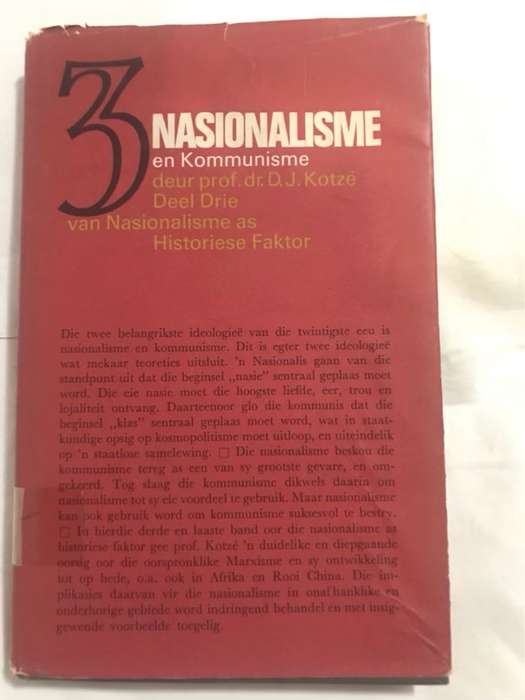 3 NASIONALISME
en Kommunisme
deur prof. dr. D. J. Kotzé
Deel Drie
van Nasionalisme as
Historiese Faktor
Die twee belangrikste ideologieë van die twintigste eeu is
nasionalisme en kommunisme. Dit is egter twee ideologieë
wat mekaar teoreties uitsluit. 'n Nasionalis gaan van die
standpunt uit dat die beginsel „nasie” sentraal geplaas moet
word. Die eie nasie moet die hoogste liefde, eer, trou en
lojaliteit ontvang. Daarteenoor glo die kommunis dat die
beginsel „klas” sentraal geplaas moet word, wat in staat-
kundige opsig op kosmopolitisme moet uitloop, en uiteindelik
op 'n staatlose samelewing. □ Die nasionalisme beskou die
kommunisme tereg as een van sy grootste gevare, en om-
gekeerd. Tog slaag die kommunisme dikwels daarin om
nasionalisme tot sy eie voordeel te gebruik. Maar nasionalisme
kan ook gebruik word om kommunisme suksesvol te bestry.
□ In hierdie derde en laaste band oor die nasionalisme as
historiese faktor gee prof. Kotzé 'n duidelike en diepgaande
oorsig oor die oorspronklike Marxisme en sy ontwikkeling
tot op hede, o.a. ook in Afrika en Rooi China. Die im-
plikasies daarvan vir die nasionalisme in onafhanklike en
onderhorige gebiede word indringend behandel en met insig-
gewende voorbeelde toegelig.